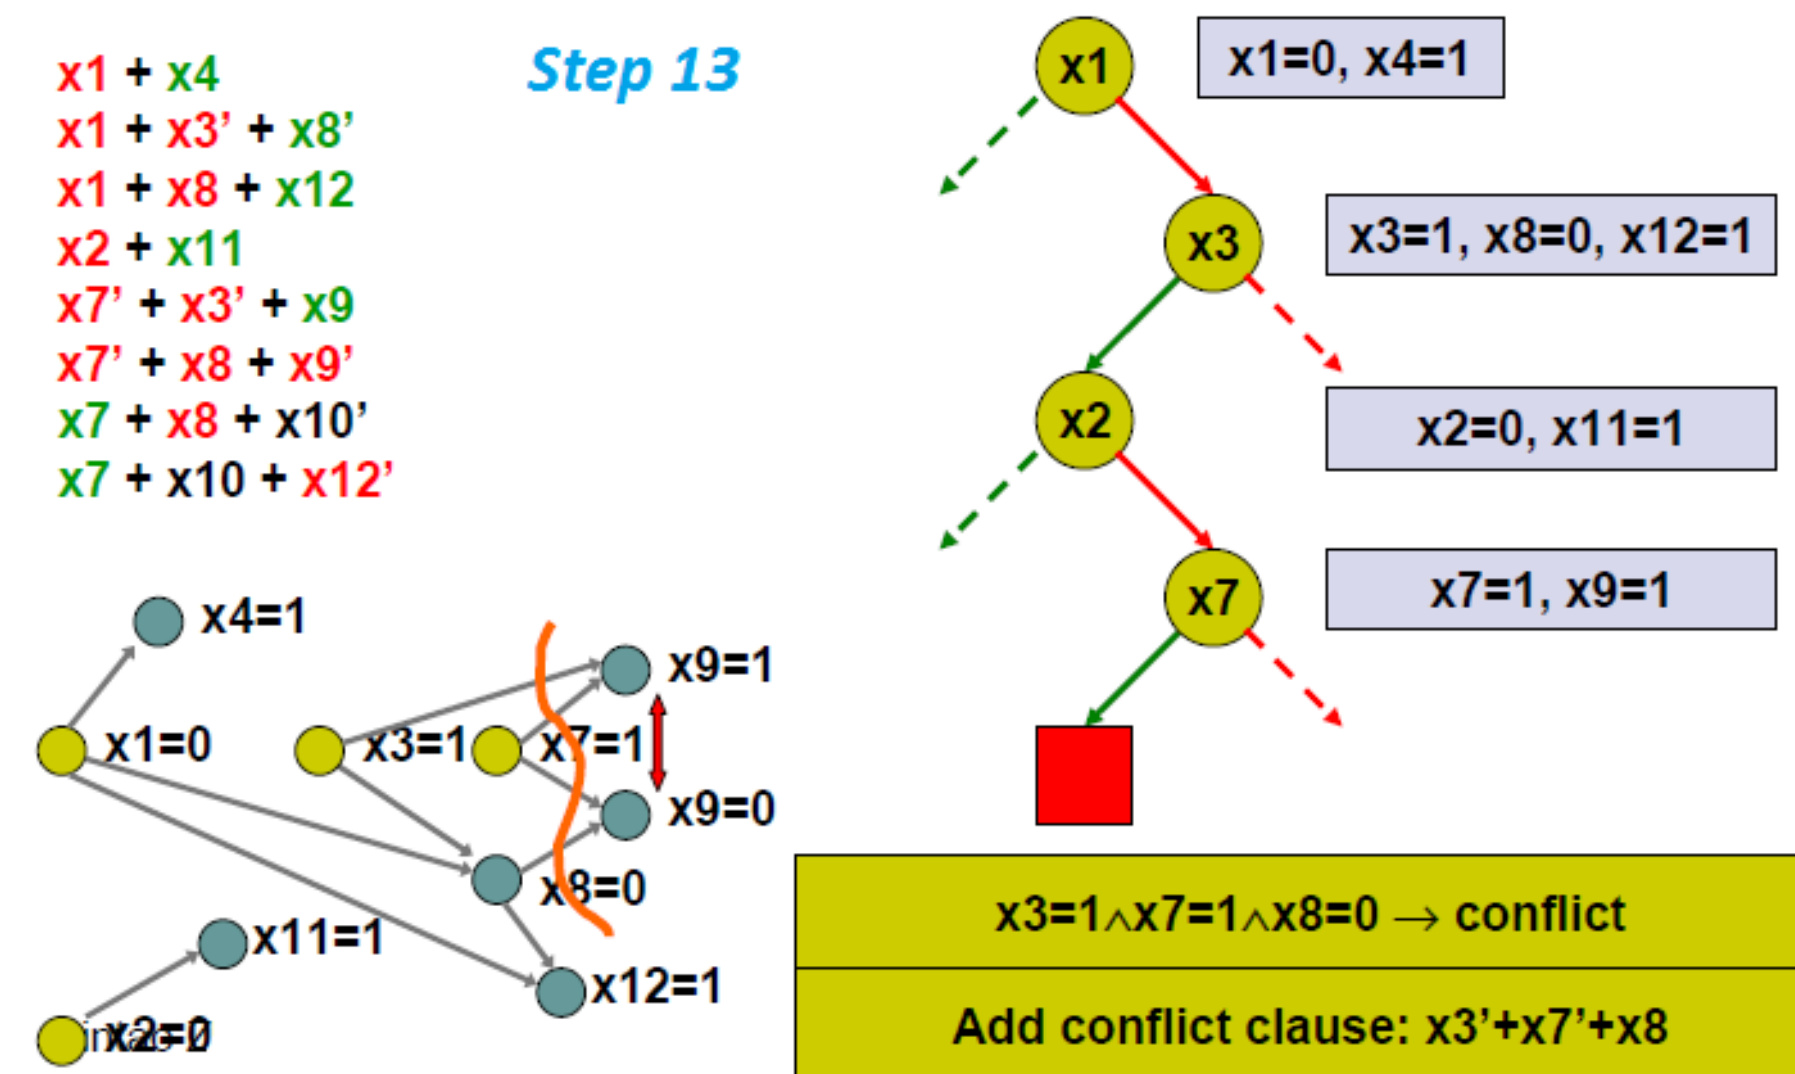 Step 13
x1 + x4
x1 + x3’ + x8’
x1 + x8 + x12
x2 + x11
x7’ + x3’ + x9
x7’ + x8 + x9’
x7 + x8 + x10’
x7 + x10 + x12’
x1
x1=0, x4=1
x3
x3=1, x8=0, x12=1
x2
x2=0, x11=1
x7
x7=1, x9=1
x4=1
x9=1
x1=0
x3=1
x7=1
x9=0
x8=0
x11=1
x12=1
x2=0
x3=1∧x7=1∧x8=0 → conflict
Add conflict clause: x3’+x7’+x8